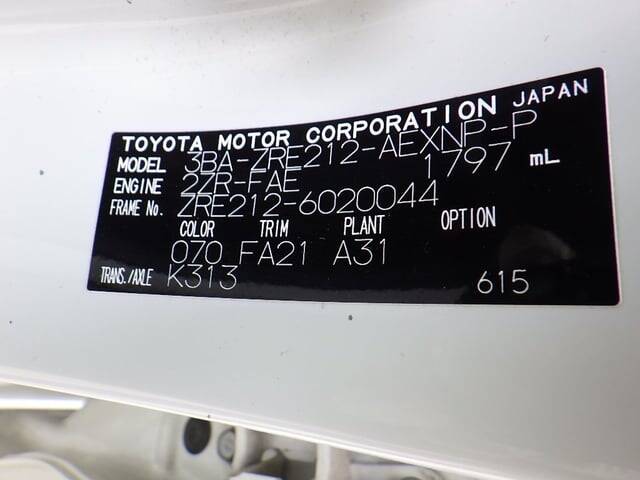 TOYOTA MOTOR CORPORATION JAPAN
MODEL 3BA-ZRE212-AEXNP-P
ENGINE 2ZR-FAE 1797 mL
FRAME No. ZRE212-6020044
COLOR TRIM PLANT OPTION
070 FA21 A31
TRANS./AXLE K313 615